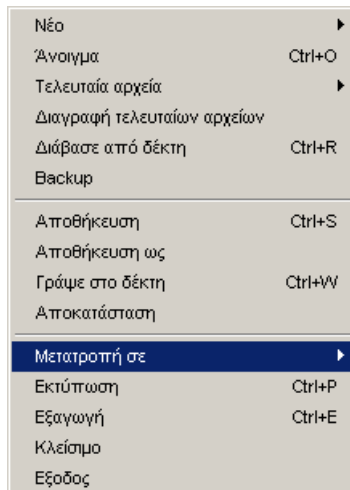 Νέο
Άνοιγμα Ctrl+O
Τελευταία αρχεία
Διαγραφή τελευταίων αρχείων
Διάβασε από δέκτη Ctrl+R
Backup
Αποθήκευση Ctrl+S
Αποθήκευση ως
Γράψε στο δέκτη Ctrl+W
Αποκατάσταση
Μετατροπή σε
Εκτύπωση Ctrl+P
Εξαγωγή Ctrl+E
Κλείσιμο
Εξοδος